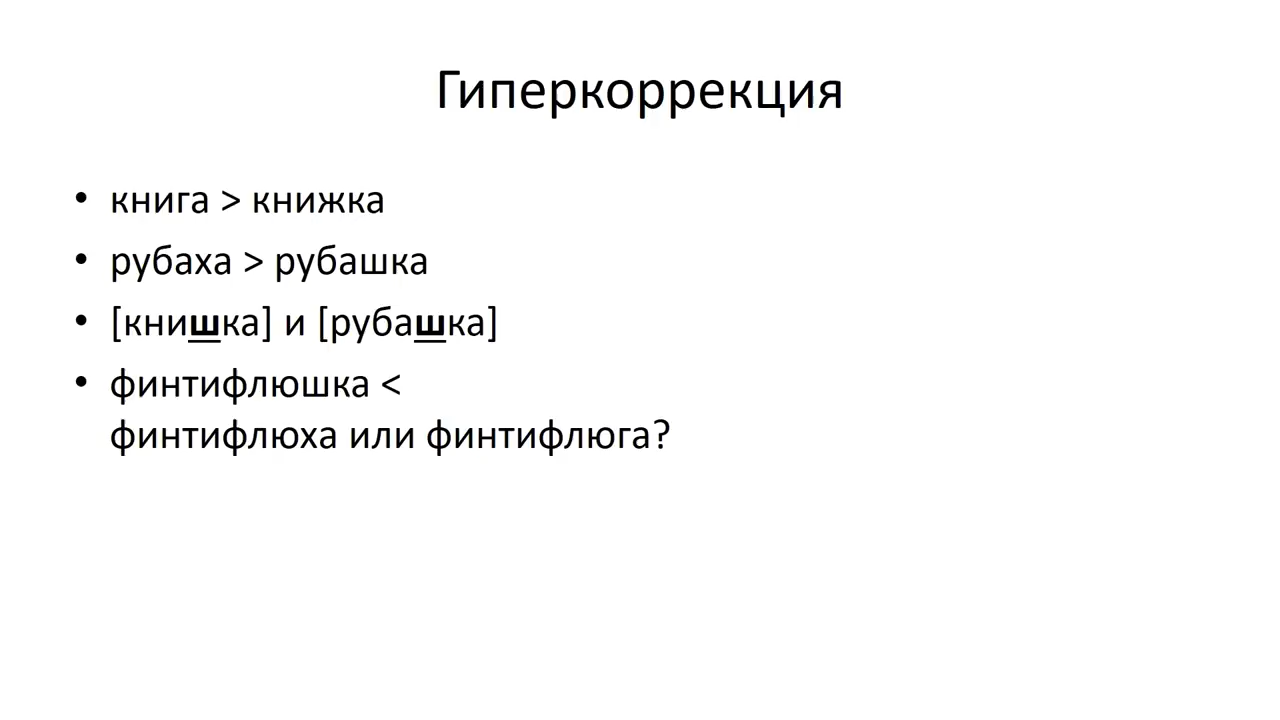 Гиперкоррекция
• книга > книжка
• рубаха > рубашка
• [книшка] и [рубашка]
• финтифлюшка <
финтифлюха или финтифлюга?